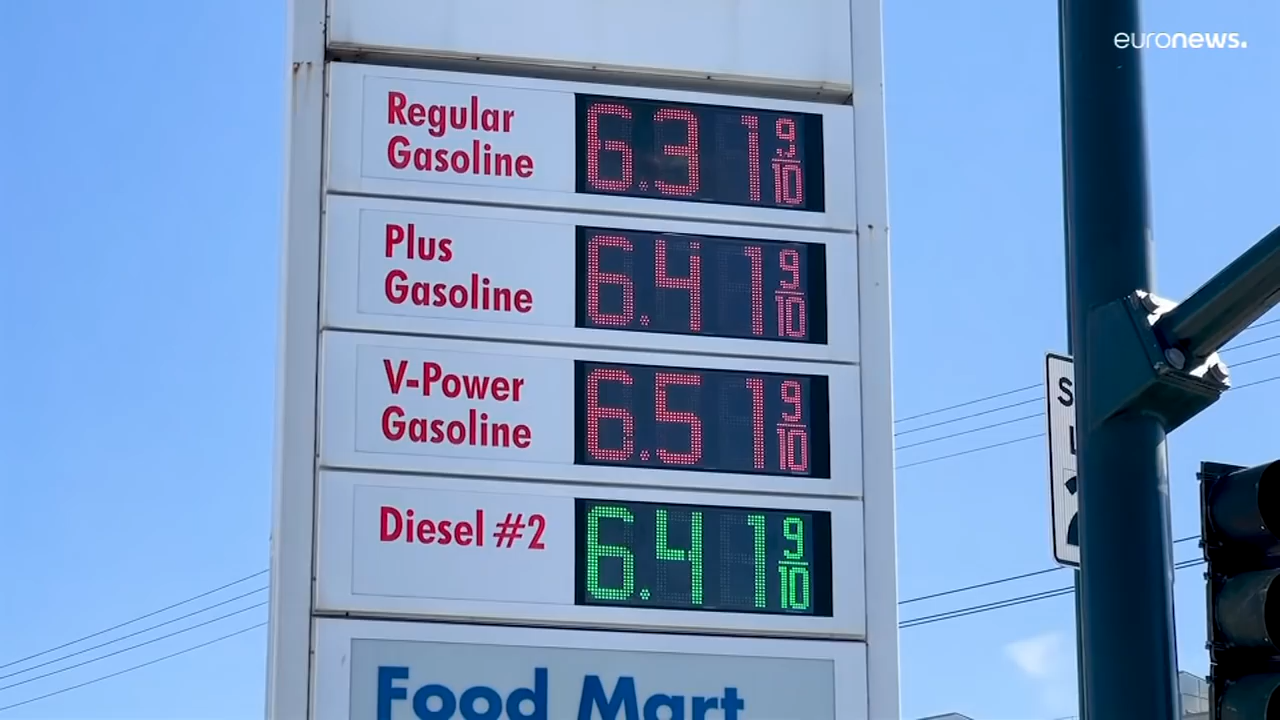 euronews.
Regular
Gasoline
6.31 9/10
Plus
Gasoline
6.41 9/10
V-Power
Gasoline
6.51 9/10
Diesel #2
6.41 9/10
Food Mart